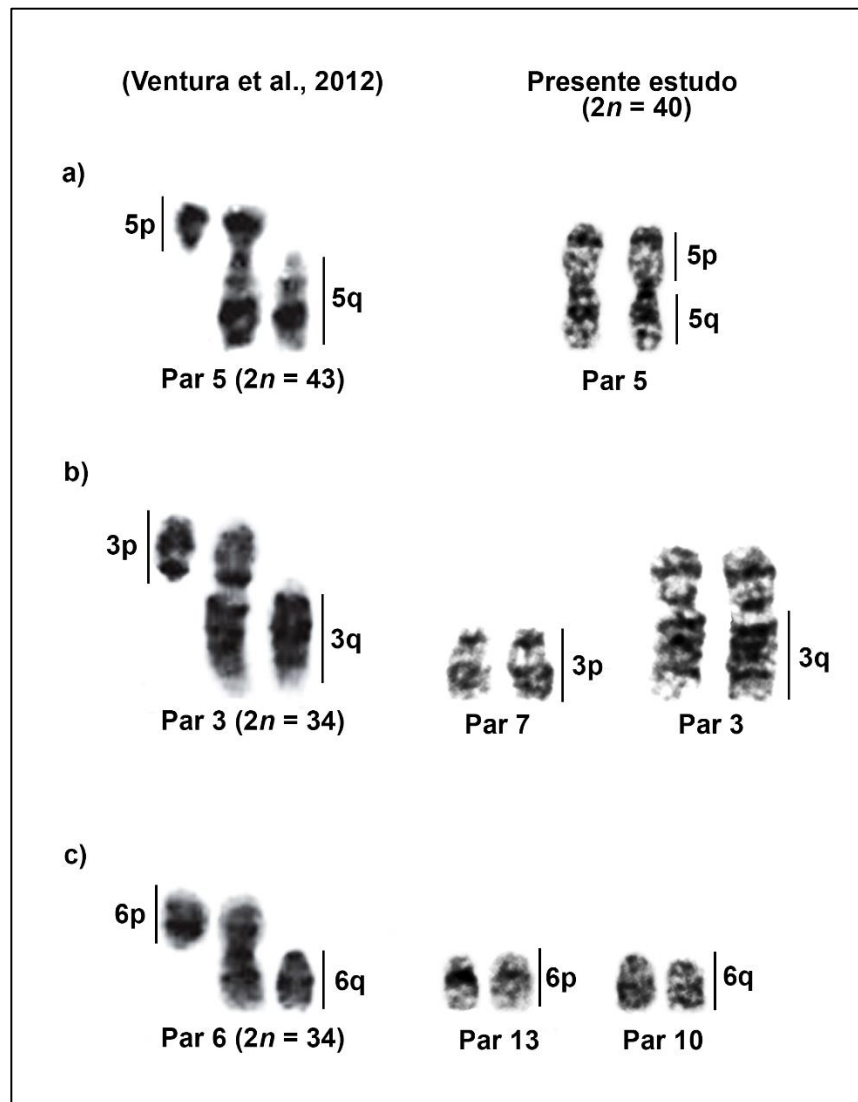 (Ventura et al., 2012)
Presente estudo
(2n = 40)
a)
5p
5q
5p
5q
Par 5 (2n = 43)
Par 5
b)
3p
3q
3p
3q
Par 3 (2n = 34)
Par 7
Par 3
c)
6p
6q
6p
6q
Par 6 (2n = 34)
Par 13
Par 10